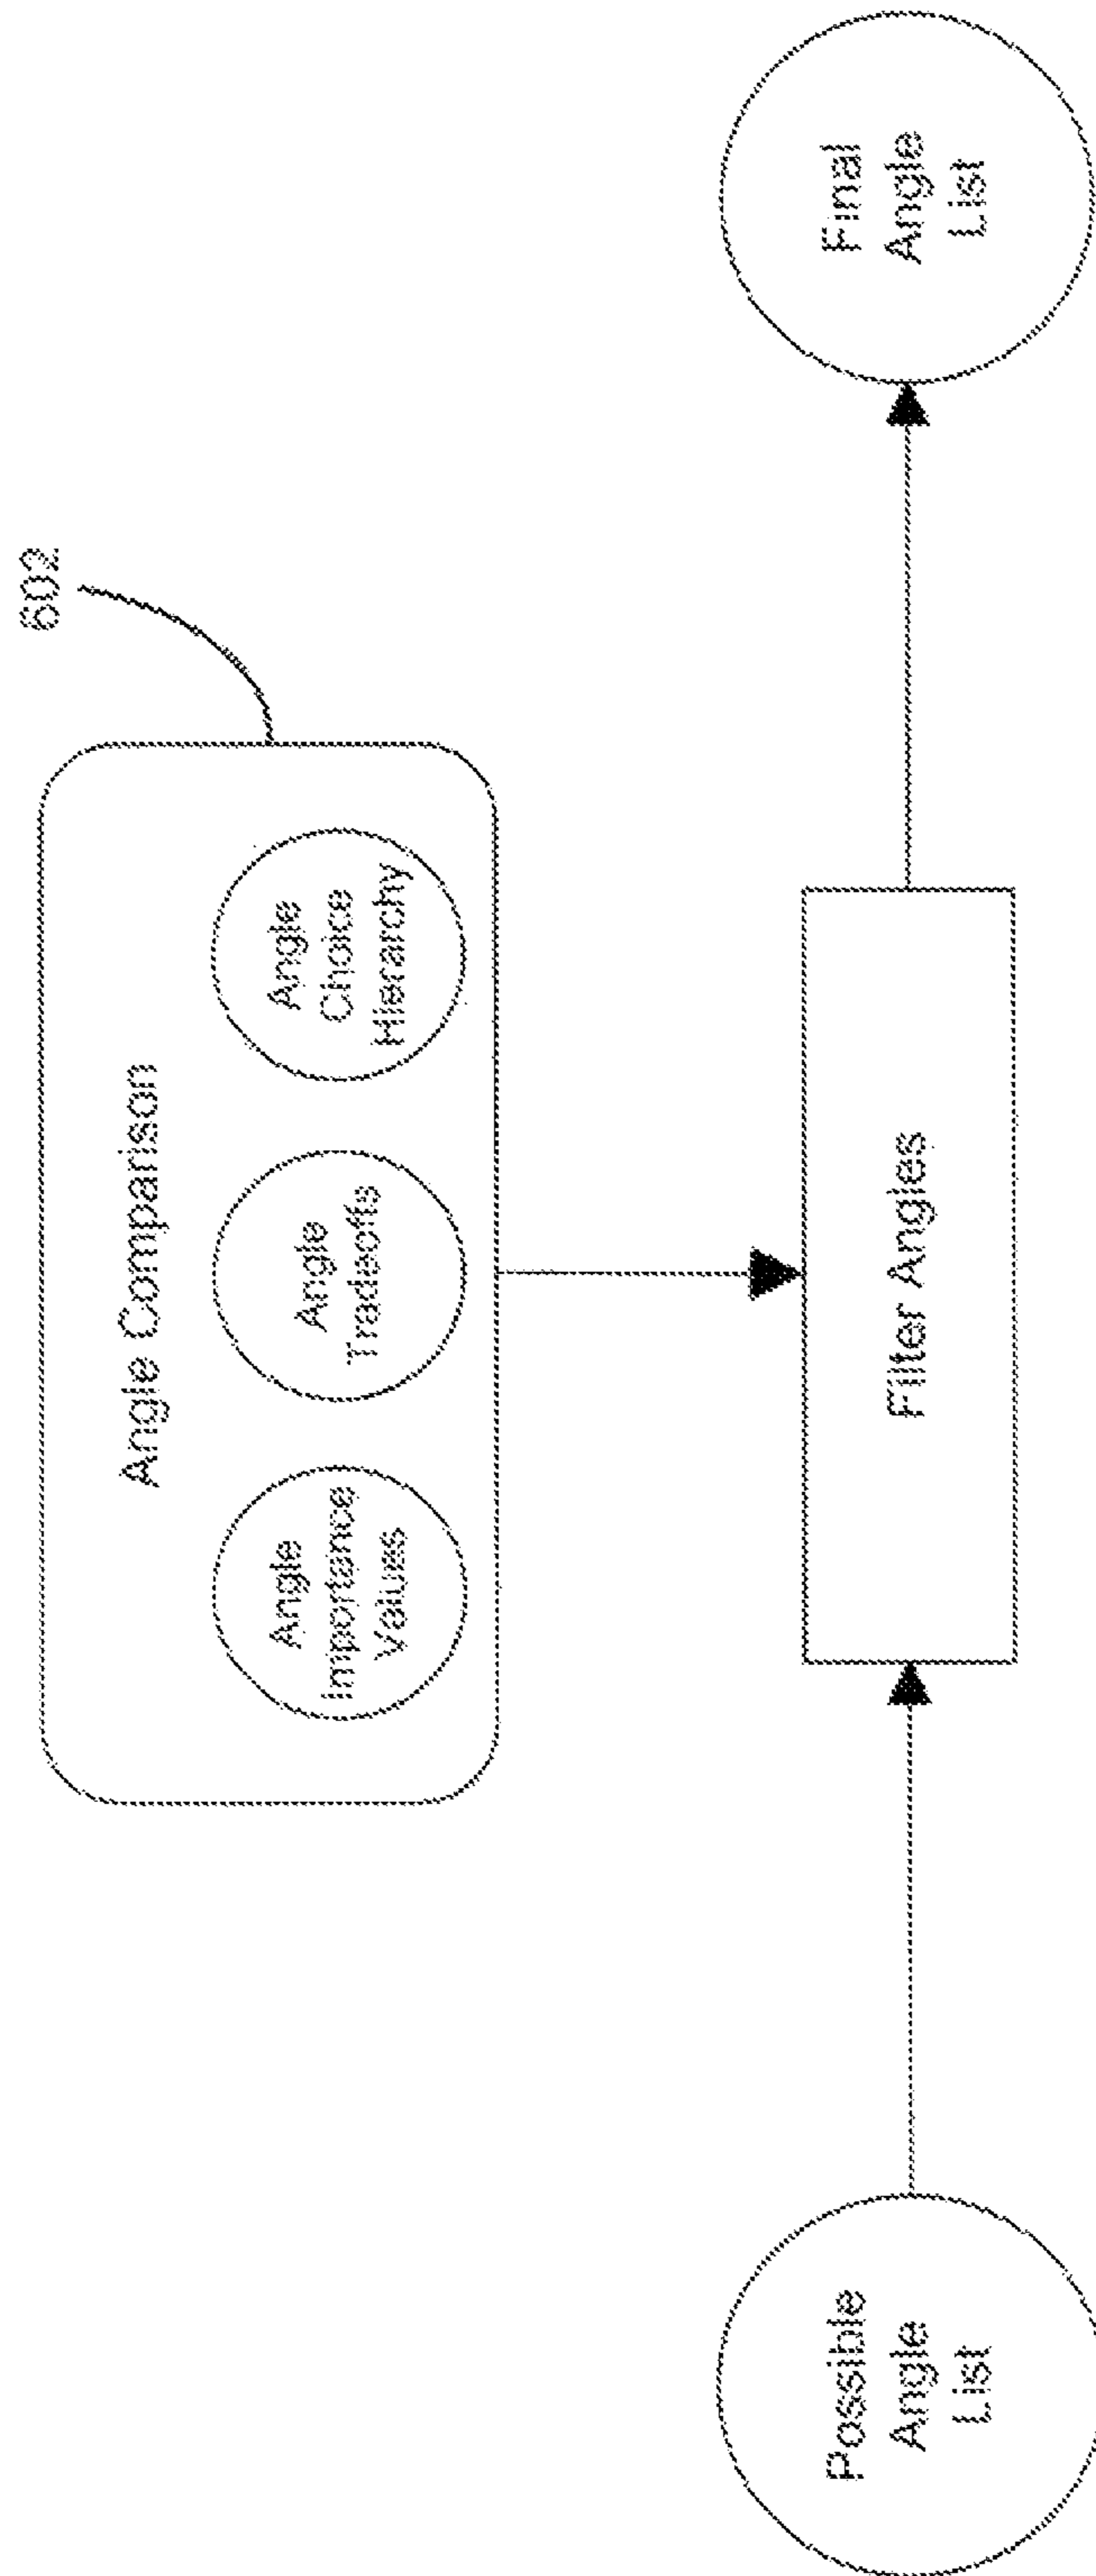 602
Angle Comparison
Angle
Importance
Values
Angle
Tradeoffs
Angle
Choice
Hierarchy
Possible
Angle
List
Filter Angles
Final
Angle
List